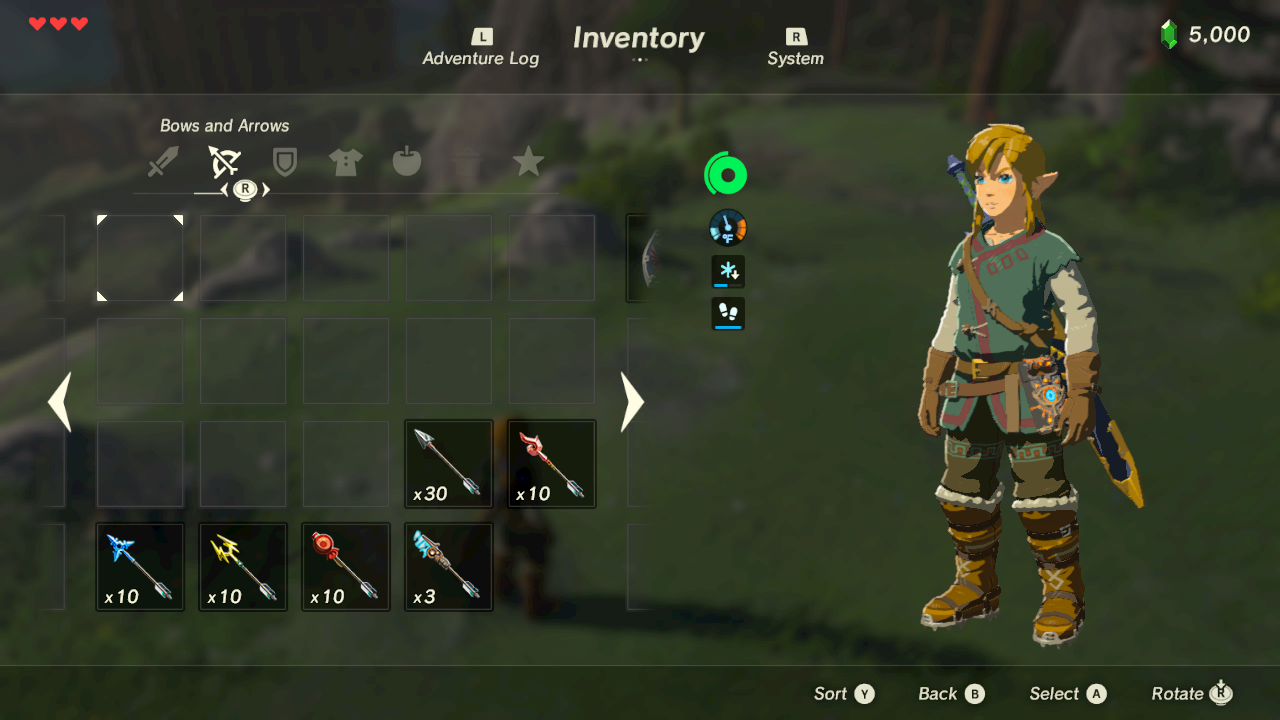 L
Inventory
R
5,000
Adventure Log
System
Bows and Arrows
R
°F
x30
x10
x10
x10
x10
x3
Sort Y
Back B
Select A
Rotate R